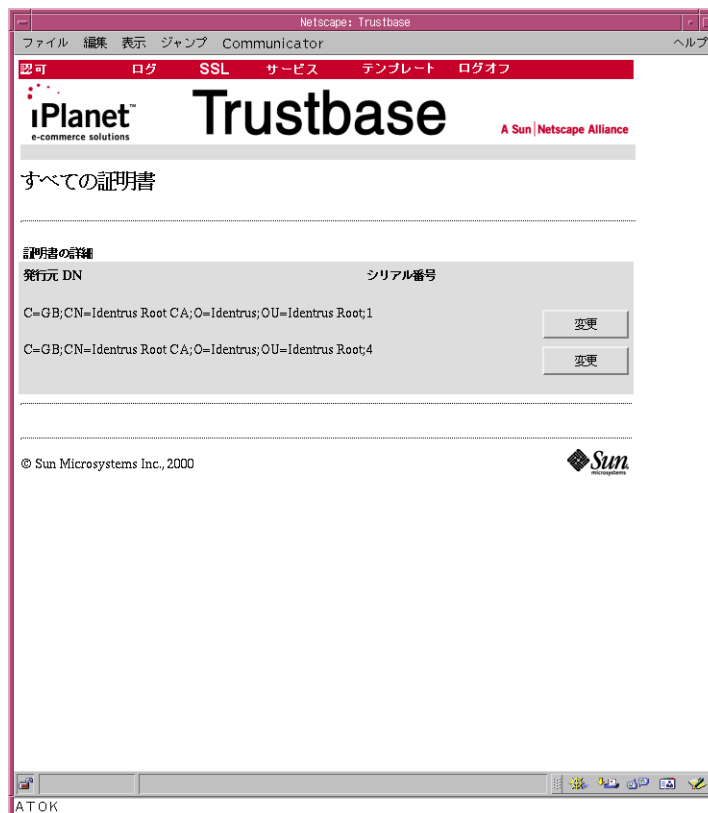 Netscape: Trustbase
ファイル 編集 表示 ジャンプ Communicator ヘルプ
認可 ログ SSL サービス テンプレート ログオフ
iPlanet™
e-commerce solutions
Trustbase
A Sun|Netscape Alliance
すべての証明書
証明書の詳細
発行元 DN シリアル番号
C=GB;CN=Identrus Root CA;O=Identrus;OU=Identrus Root;1
変更
C=GB;CN=Identrus Root CA;O=Identrus;OU=Identrus Root;4
変更
© Sun Microsystems Inc., 2000
Sun.
microsystems
ATOK